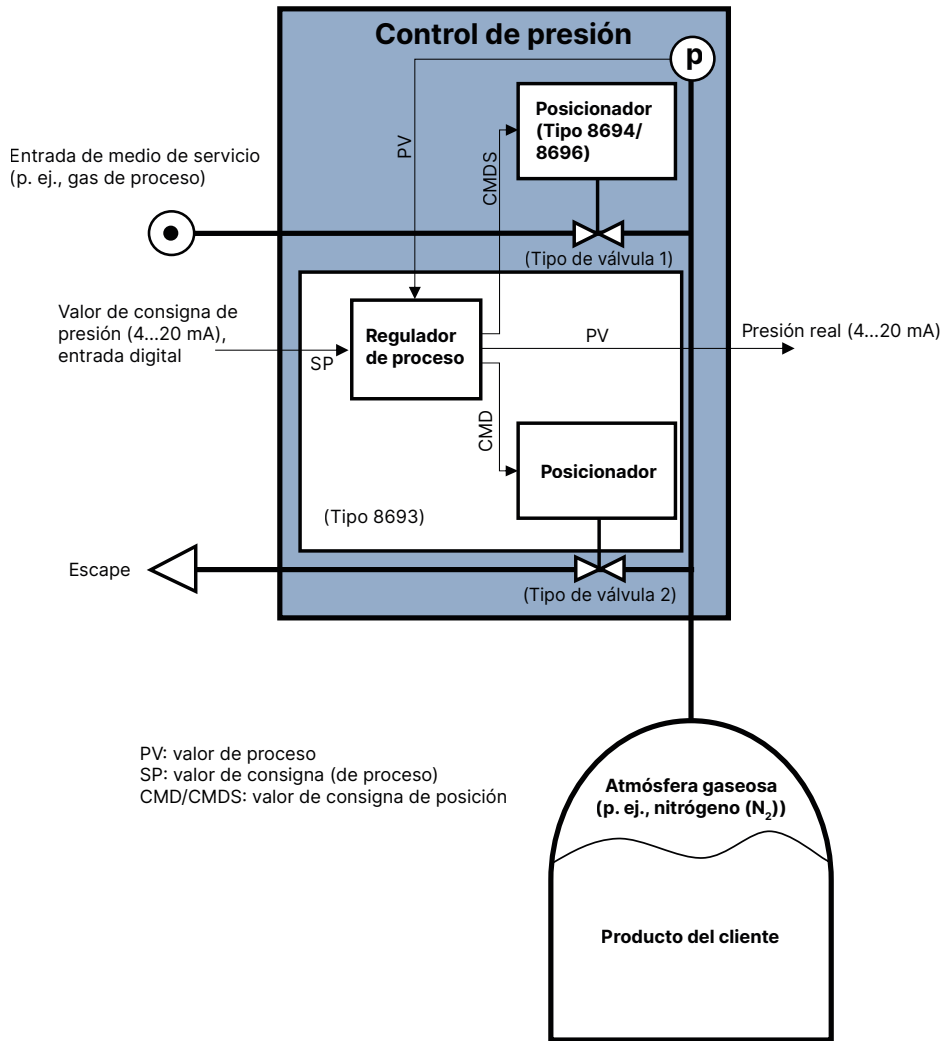 Control de presión
p
Posicionador
(Tipo 8694/
8696)
PV
CMDS
Entrada de medio de servicio
(p. ej., gas de proceso)
(Tipo de válvula 1)
Valor de consigna de
presión (4...20 mA),
entrada digital
SP
Regulador
de proceso
PV
Presión real (4...20 mA)
CMD
Posicionador
(Tipo 8693)
Escape
(Tipo de válvula 2)
PV: valor de proceso
SP: valor de consigna (de proceso)
CMD/CMDS: valor de consigna de posición
Atmósfera gaseosa
(p. ej., nitrógeno (N₂))
Producto del cliente